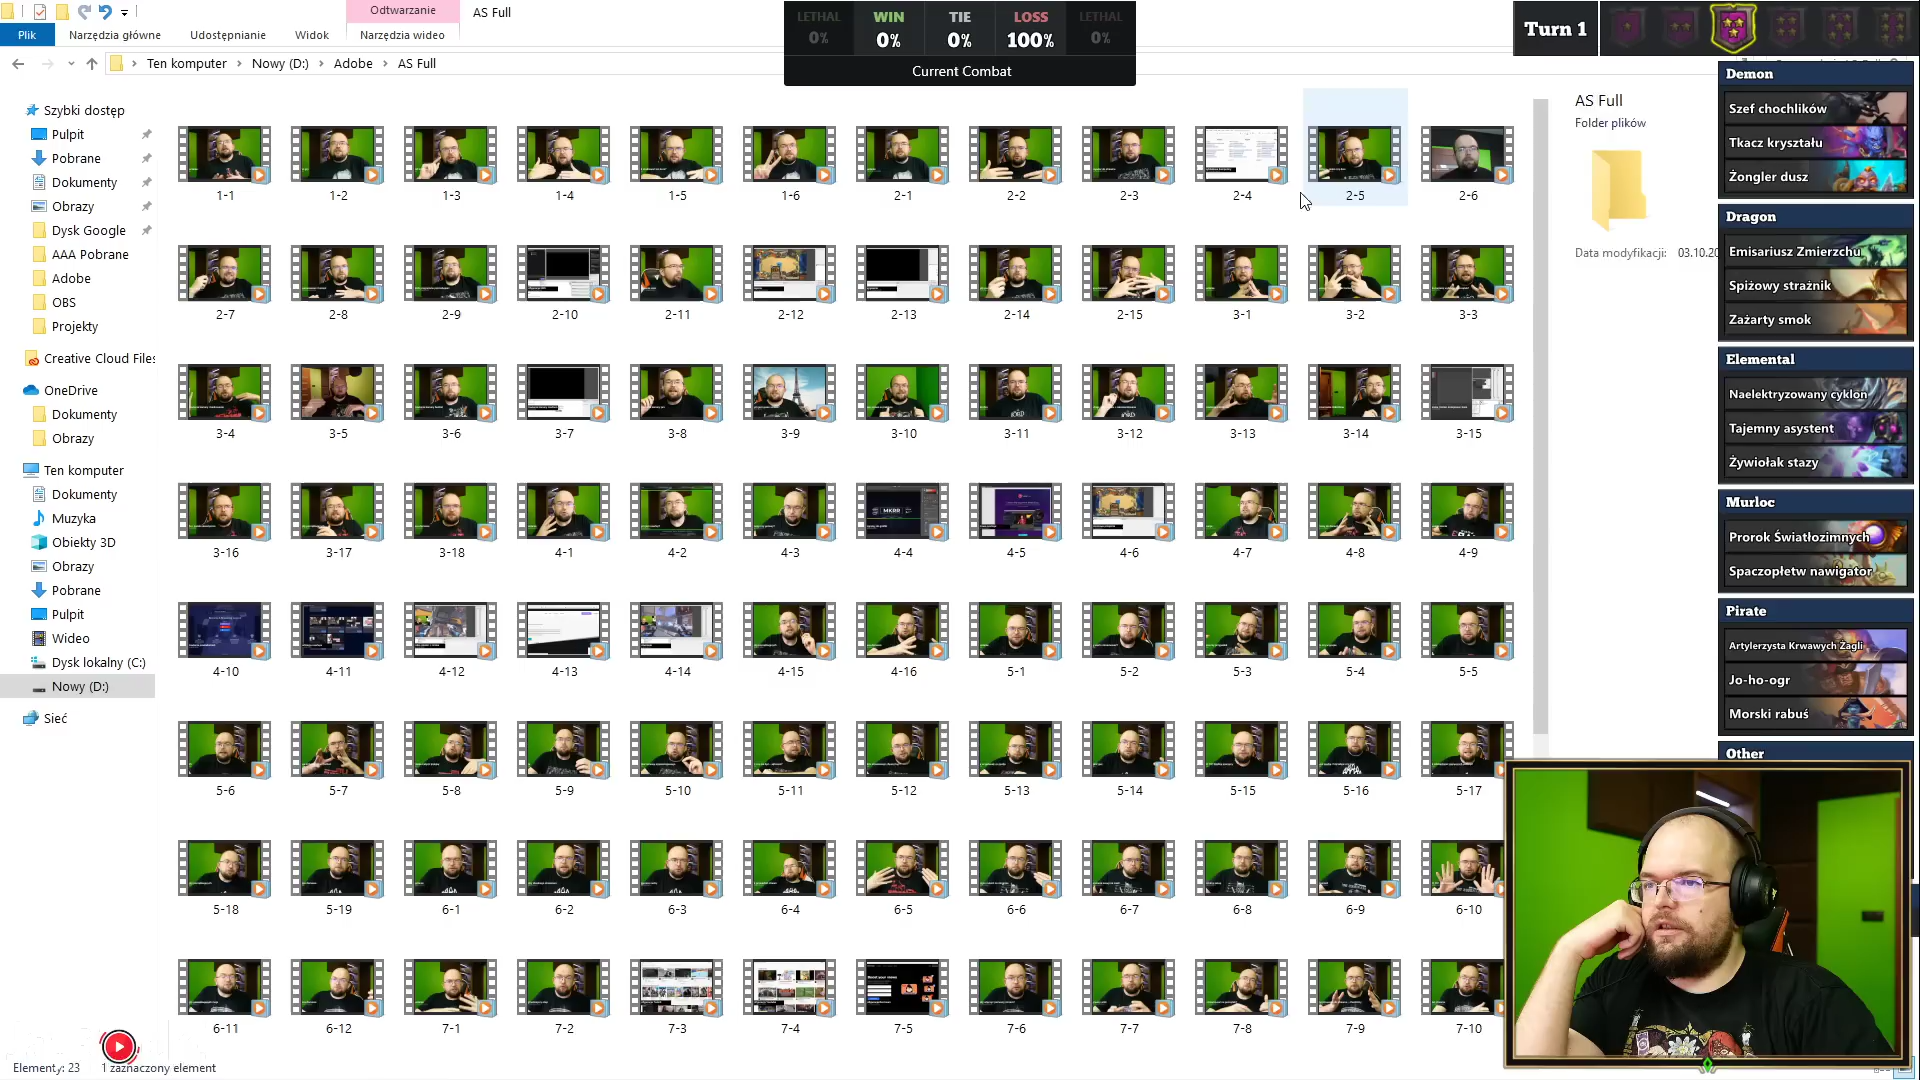 Odtwarzanie
AS Full
Plik
Narzędzia główne
Udostępnianie
Widok
Narzędzia wideo
Ten komputer
Nowy (D:)
Adobe
AS Full
LETHAL
0%
WIN
0%
TIE
0%
LOSS
100%
LETHAL
0%
Current Combat
Turn 1
Szybki dostęp
Pulpit
Pobrane
Dokumenty
Obrazy
Dysk Google
AAA Pobrane
Adobe
OBS
Projekty
Creative Cloud Files
OneDrive
Dokumenty
Obrazy
Ten komputer
Dokumenty
Muzyka
Obiekty 3D
Obrazy
Pobrane
Pulpit
Wideo
Dysk lokalny (C:)
Nowy (D:)
Sieć
1-1 1-2 1-3 1-4 1-5 1-6 2-1 2-2 2-3 2-4 2-5 2-6
2-7 2-8 2-9 2-10 2-11 2-12 2-13 2-14 2-15 3-1 3-2 3-3
3-4 3-5 3-6 3-7 3-8 3-9 3-10 3-11 3-12 3-13 3-14 3-15
3-16 3-17 3-18 4-1 4-2 4-3 4-4 4-5 4-6 4-7 4-8 4-9
4-10 4-11 4-12 4-13 4-14 4-15 4-16 5-1 5-2 5-3 5-4 5-5
5-6 5-7 5-8 5-9 5-10 5-11 5-12 5-13 5-14 5-15 5-16 5-17
5-18 5-19 6-1 6-2 6-3 6-4 6-5 6-6 6-7 6-8 6-9 6-10
6-11 6-12 7-1 7-2 7-3 7-4 7-5 7-6 7-7 7-8 7-9 7-10
AS Full
Folder plików
Data modyfikacji: 03.10.20
Demon
Szef chochlików
Tkacz kryształu
Żongler dusz
Dragon
Emisariusz Zmierzchu
Spiżowy strażnik
Zażarty smok
Elemental
Naelektryzowany cyklon
Tajemny asystent
Żywiołak stazy
Murloc
Prorok Światłozimnych
Spaczopłetw nawigator
Pirate
Artylerzysta Krwawych Żagli
Jo-ho-ogr
Morski rabuś
Other
Elementy: 23
1 zaznaczony element